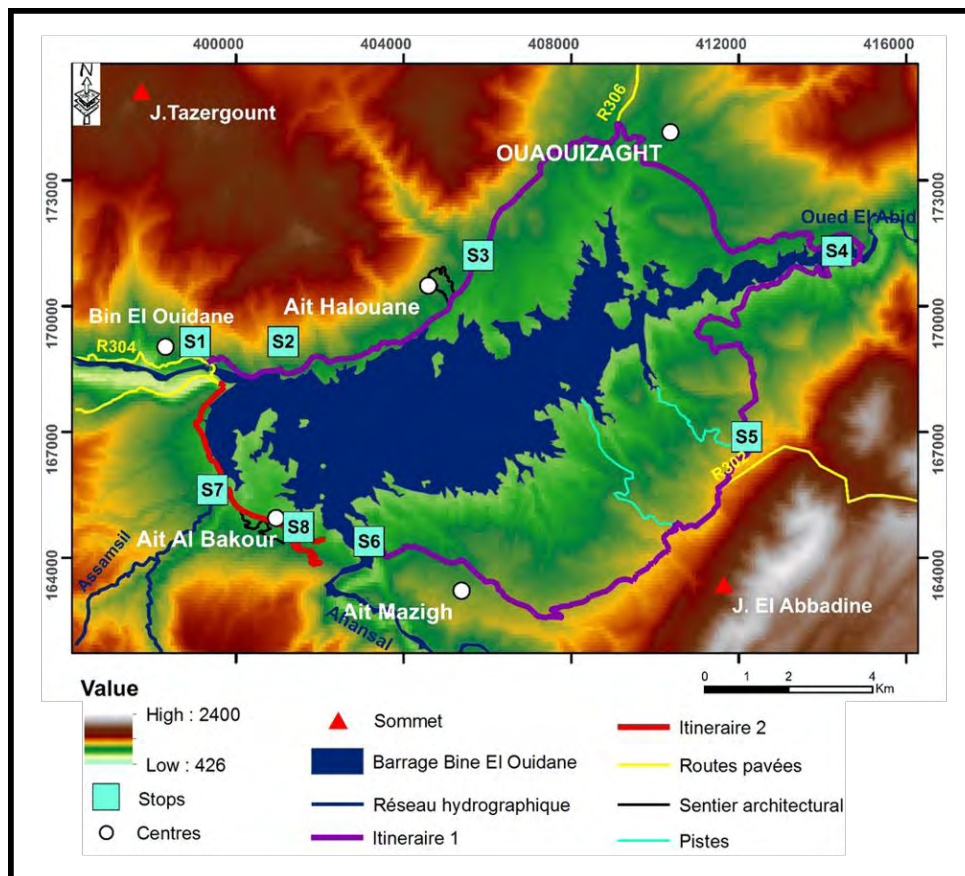 400000 404000 408000 412000 416000
N
J.Tazergount
R306
OUAOUIZAGHT
173000
173000
Oued El Abid
S3
S4
Ait Halouane
170000
170000
Bin El Ouidane
S1
S2
R304
167000
167000
S5
R302
S7
S8
Ait Al Bakour
S6
164000
164000
Assamsil
Ait Mazigh
J. El Abbadine
Ahansal
0 1 2 4
Km
Value
High : 2400
Low : 426
Stops
Centres
Sommet
Barrage Bine El Ouidane
Réseau hydrographique
Itineraire 1
Itineraire 2
Routes pavées
Sentier architectural
Pistes